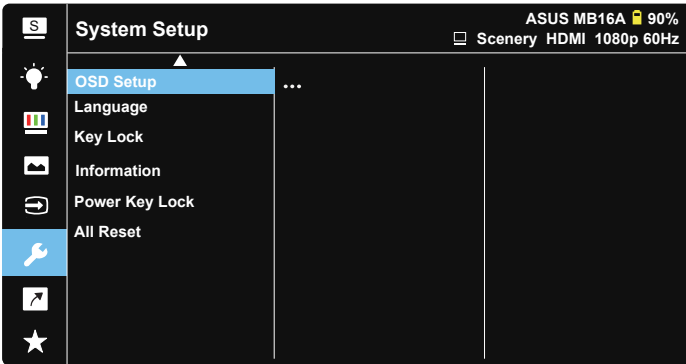 S
System Setup
ASUS MB16A 90%
Scenery HDMI 1080p 60Hz
OSD Setup
...
Language
Key Lock
Information
Power Key Lock
All Reset